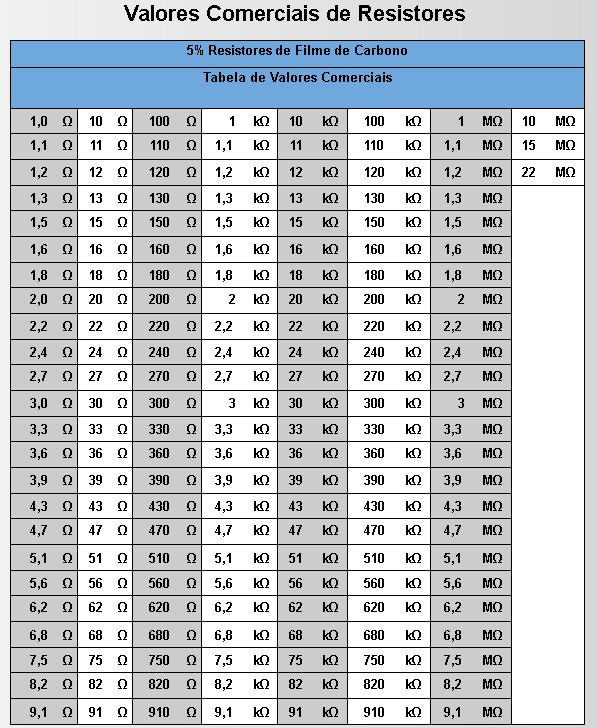 Valores Comerciais de Resistores
5% Resistores de Filme de Carbono
Tabela de Valores Comerciais
1,0 Ω 10 Ω 100 Ω 1 kΩ 10 kΩ 100 kΩ 1 MΩ 10 MΩ
1,1 Ω 11 Ω 110 Ω 1,1 kΩ 11 kΩ 110 kΩ 1,1 MΩ 15 MΩ
1,2 Ω 12 Ω 120 Ω 1,2 kΩ 12 kΩ 120 kΩ 1,2 MΩ 22 MΩ
1,3 Ω 13 Ω 130 Ω 1,3 kΩ 13 kΩ 130 kΩ 1,3 MΩ
1,5 Ω 15 Ω 150 Ω 1,5 kΩ 15 kΩ 150 kΩ 1,5 MΩ
1,6 Ω 16 Ω 160 Ω 1,6 kΩ 16 kΩ 160 kΩ 1,6 MΩ
1,8 Ω 18 Ω 180 Ω 1,8 kΩ 18 kΩ 180 kΩ 1,8 MΩ
2,0 Ω 20 Ω 200 Ω 2 kΩ 20 kΩ 200 kΩ 2 MΩ
2,2 Ω 22 Ω 220 Ω 2,2 kΩ 22 kΩ 220 kΩ 2,2 MΩ
2,4 Ω 24 Ω 240 Ω 2,4 kΩ 24 kΩ 240 kΩ 2,4 MΩ
2,7 Ω 27 Ω 270 Ω 2,7 kΩ 27 kΩ 270 kΩ 2,7 MΩ
3,0 Ω 30 Ω 300 Ω 3 kΩ 30 kΩ 300 kΩ 3 MΩ
3,3 Ω 33 Ω 330 Ω 3,3 kΩ 33 kΩ 330 kΩ 3,3 MΩ
3,6 Ω 36 Ω 360 Ω 3,6 kΩ 36 kΩ 360 kΩ 3,6 MΩ
3,9 Ω 39 Ω 390 Ω 3,9 kΩ 39 kΩ 390 kΩ 3,9 MΩ
4,3 Ω 43 Ω 430 Ω 4,3 kΩ 43 kΩ 430 kΩ 4,3 MΩ
4,7 Ω 47 Ω 470 Ω 4,7 kΩ 47 kΩ 470 kΩ 4,7 MΩ
5,1 Ω 51 Ω 510 Ω 5,1 kΩ 51 kΩ 510 kΩ 5,1 MΩ
5,6 Ω 56 Ω 560 Ω 5,6 kΩ 56 kΩ 560 kΩ 5,6 MΩ
6,2 Ω 62 Ω 620 Ω 6,2 kΩ 62 kΩ 620 kΩ 6,2 MΩ
6,8 Ω 68 Ω 680 Ω 6,8 kΩ 68 kΩ 680 kΩ 6,8 MΩ
7,5 Ω 75 Ω 750 Ω 7,5 kΩ 75 kΩ 750 kΩ 7,5 MΩ
8,2 Ω 82 Ω 820 Ω 8,2 kΩ 82 kΩ 820 kΩ 8,2 MΩ
9,1 Ω 91 Ω 910 Ω 9,1 kΩ 91 kΩ 910 kΩ 9,1 MΩ